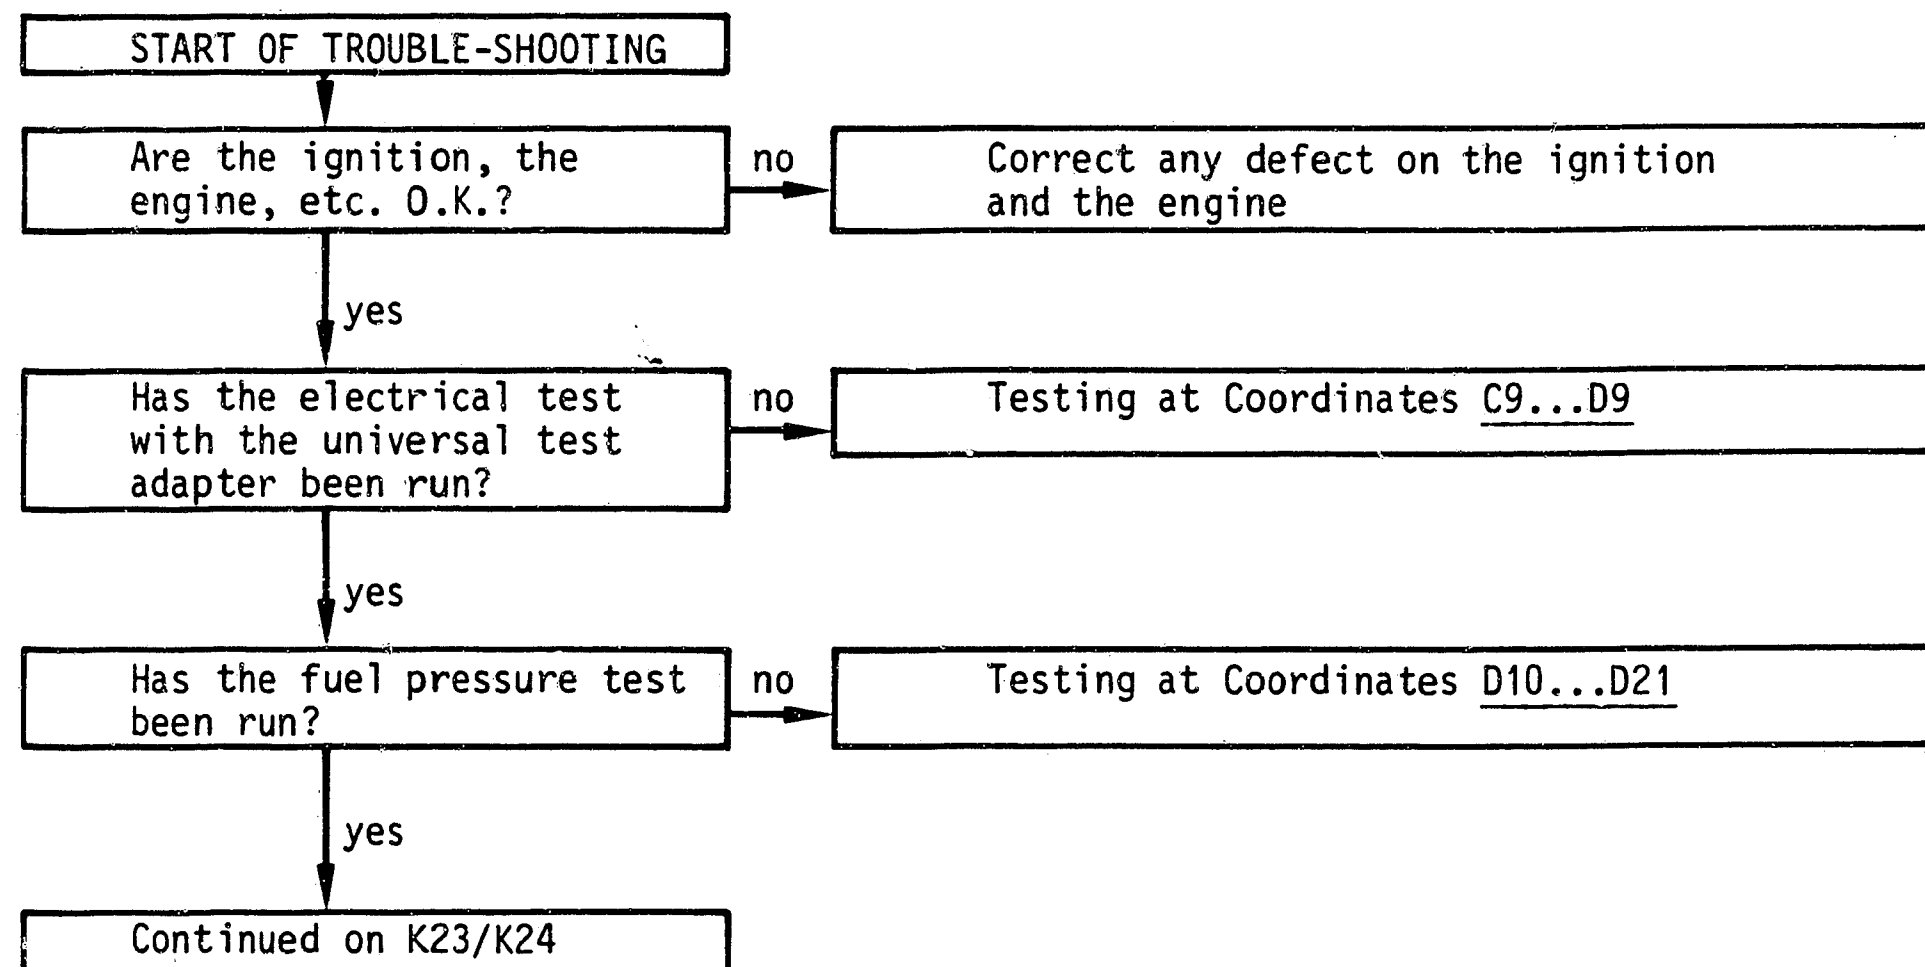 START OF TROUBLE-SHOOTING
Are the ignition, the
engine, etc. O.K.?
no
Correct any defect on the ignition
and the engine
yes
Has the electrical test
with the universal test
adapter been run?
no
Testing at Coordinates C9...D9
yes
Has the fuel pressure test
been run?
no
Testing at Coordinates D10...D21
yes
Continued on K23/K24